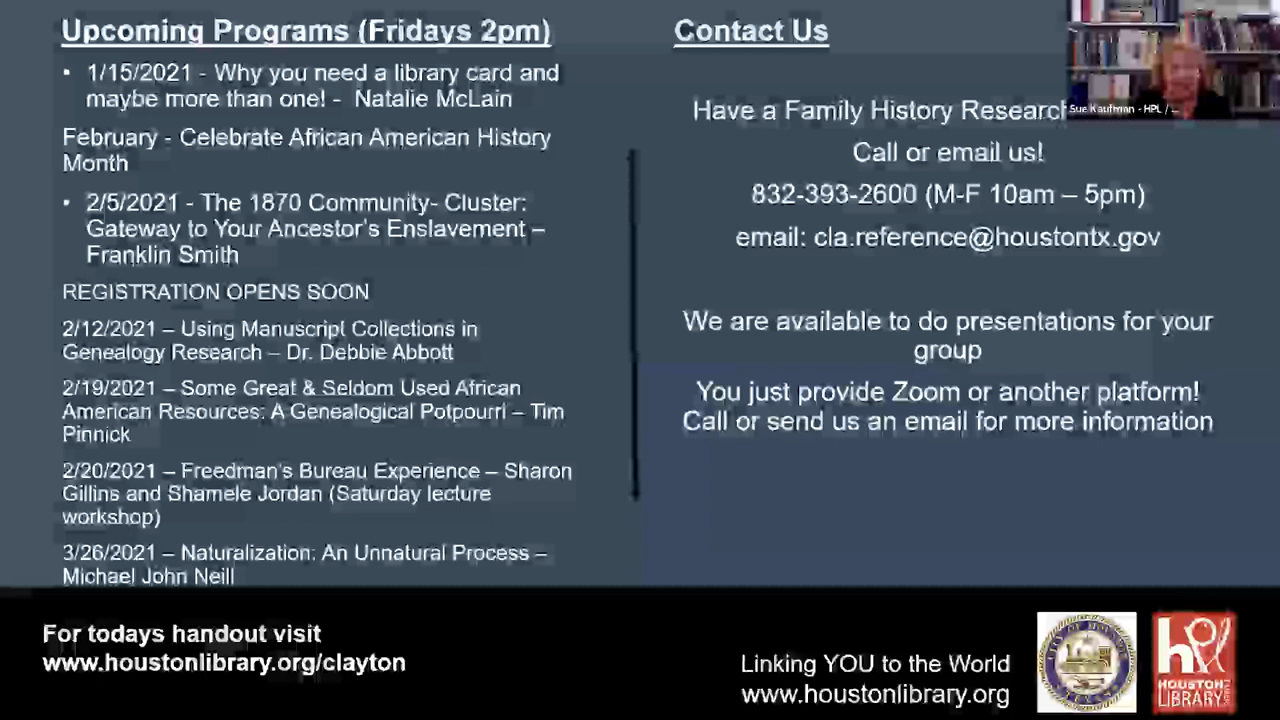 Upcoming Programs (Fridays 2pm)
• 1/15/2021 - Why you need a library card and
maybe more than one! - Natalie McLain
February - Celebrate African American History
Month
• 2/5/2021 - The 1870 Community- Cluster:
Gateway to Your Ancestor's Enslavement –
Franklin Smith
REGISTRATION OPENS SOON
2/12/2021 – Using Manuscript Collections in
Genealogy Research – Dr. Debbie Abbott
2/19/2021 – Some Great & Seldom Used African
American Resources: A Genealogical Potpourri – Tim
Pinnick
2/20/2021 – Freedman's Bureau Experience – Sharon
Gillins and Shamele Jordan (Saturday lecture
workshop)
3/26/2021 – Naturalization: An Unnatural Process –
Michael John Neill
Contact Us
Have a Family History Research
Call or email us!
832-393-2600 (M-F 10am – 5pm)
email: cla.reference@houstontx.gov
We are available to do presentations for your
group
You just provide Zoom or another platform!
Call or send us an email for more information
Sue Kaufman - HPL / ...
For todays handout visit
www.houstonlibrary.org/clayton
Linking YOU to the World
www.houstonlibrary.org
HOUSTON
LIBRARY